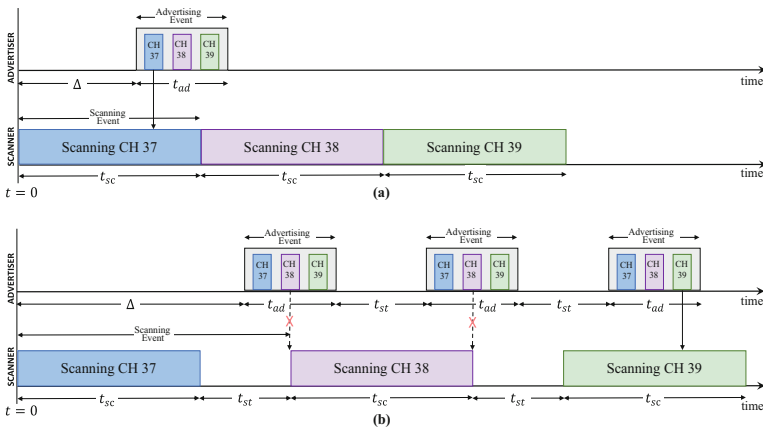 Advertising
Event
CH
37
CH
38
CH
39
ADVERTISER
time
Δ
t_ad
Scanning
Event
SCANNER
Scanning CH 37
Scanning CH 38
Scanning CH 39
t_sc
t_sc
t_sc
time
t = 0
(a)
Advertising
Event
Advertising
Event
Advertising
Event
CH
37
CH
38
CH
39
CH
37
CH
38
CH
39
CH
37
CH
38
CH
39
ADVERTISER
time
Δ
t_ad
t_st
t_ad
t_st
t_ad
Scanning
Event
SCANNER
Scanning CH 37
Scanning CH 38
Scanning CH 39
t_sc
t_st
t_sc
t_st
t_sc
time
t = 0
(b)